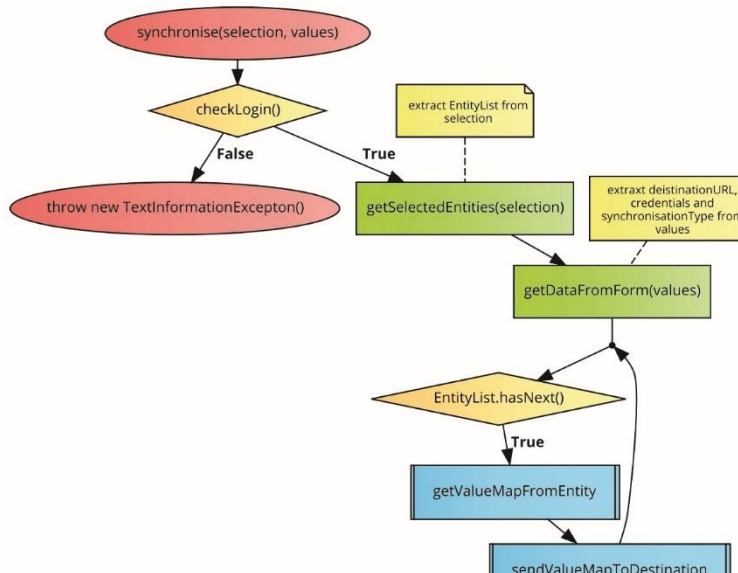 synchronise(selection, values)
checkLogin()
extract EntityList from
selection
False
True
throw new TextInformationExcepton()
getSelectedEntities(selection)
extraxt deistinationURL,
credentials and
synchronisationType from
values
getDataFromForm(values)
EntityList.hasNext()
True
getValueMapFromEntity
sendValueMapToDestination